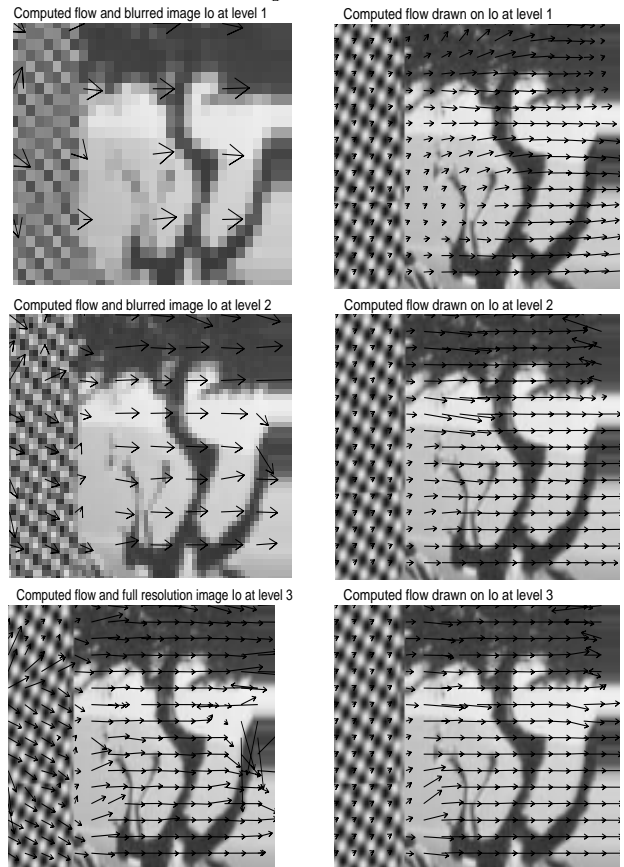 Computed flow and blurred image Io at level 1
Computed flow drawn on Io at level 1
Computed flow and blurred image Io at level 2
Computed flow drawn on Io at level 2
Computed flow and full resolution image Io at level 3
Computed flow drawn on Io at level 3